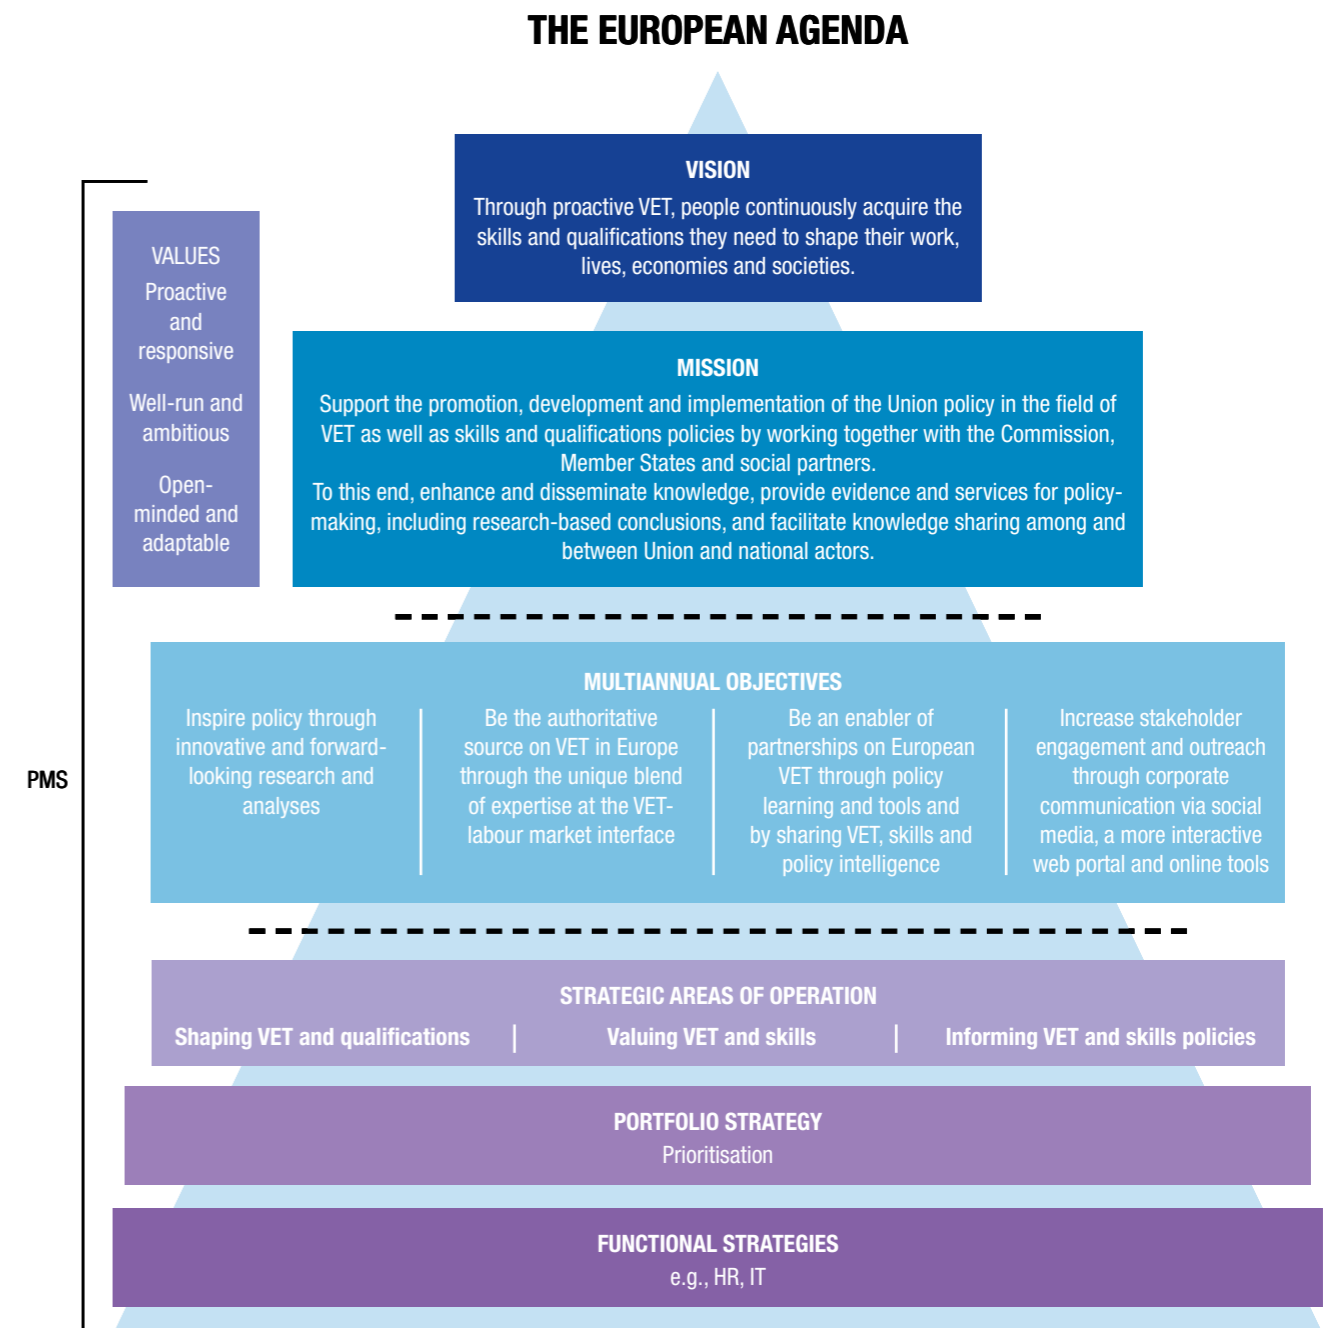 THE EUROPEAN AGENDA
VISION
Through proactive VET, people continuously acquire the
skills and qualifications they need to shape their work,
lives, economies and societies.
VALUES
Proactive
and
responsive
Well-run and
ambitious
Open-
minded and
adaptable
MISSION
Support the promotion, development and implementation of the Union policy in the field of
VET as well as skills and qualifications policies by working together with the Commission,
Member States and social partners.
To this end, enhance and disseminate knowledge, provide evidence and services for policy-
making, including research-based conclusions, and facilitate knowledge sharing among and
between Union and national actors.
PMS
MULTIANNUAL OBJECTIVES
Inspire policy through
innovative and forward-
looking research and
analyses
Be the authoritative
source on VET in Europe
through the unique blend
of expertise at the VET-
labour market interface
Be an enabler of
partnerships on European
VET through policy
learning and tools and
by sharing VET, skills and
policy intelligence
Increase stakeholder
engagement and outreach
through corporate
communication via social
media, a more interactive
web portal and online tools
STRATEGIC AREAS OF OPERATION
Shaping VET and qualifications | Valuing VET and skills | Informing VET and skills policies
PORTFOLIO STRATEGY
Prioritisation
FUNCTIONAL STRATEGIES
e.g., HR, IT